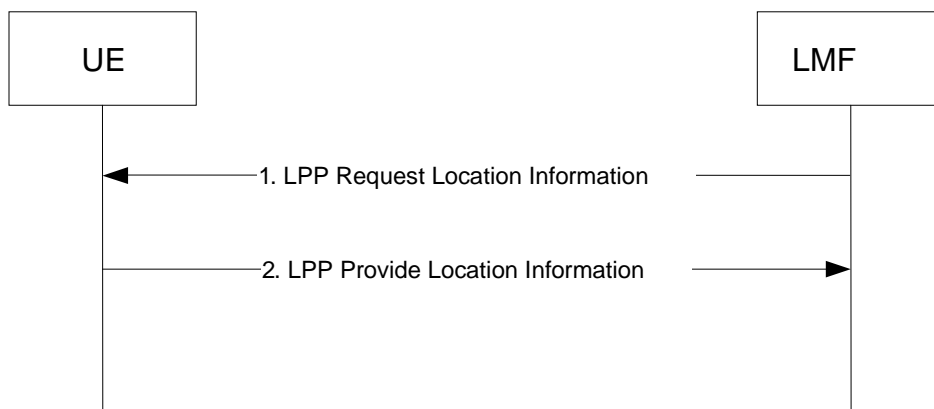 UE
LMF
1. LPP Request Location Information
2. LPP Provide Location Information